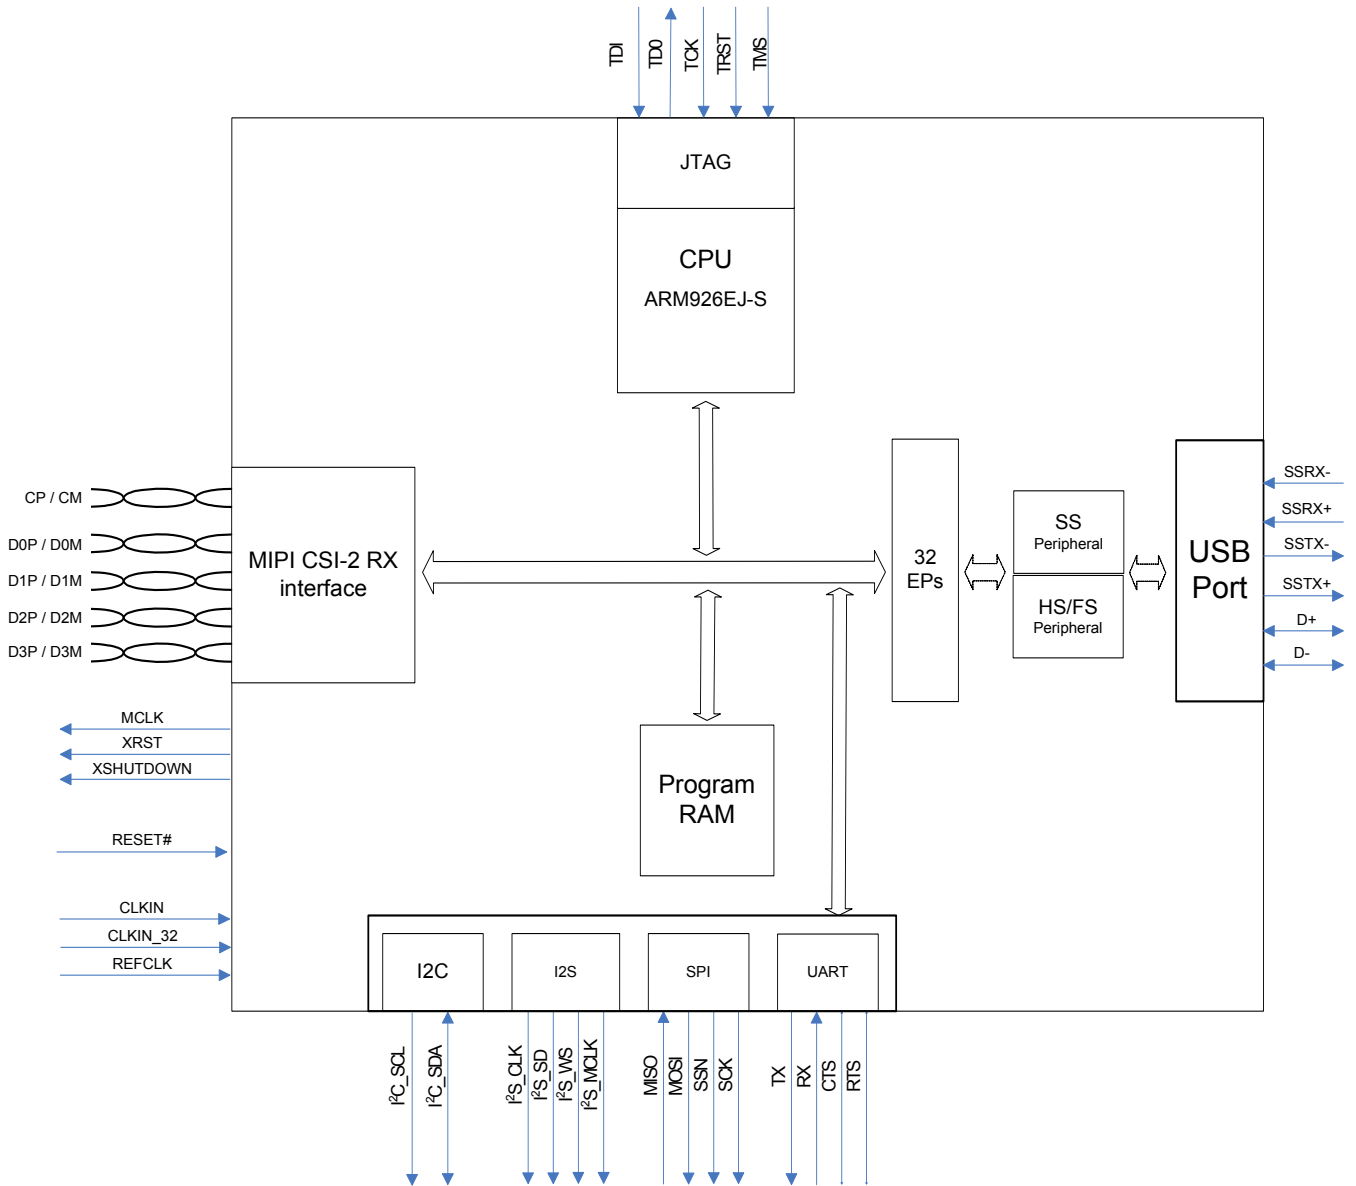 TDI
TD0
TCK
TRST
TMS
JTAG
CPU
ARM926EJ-S
CP / CM
D0P / D0M
D1P / D1M
D2P / D2M
D3P / D3M
MIPI CSI-2 RX
interface
32
EPs
SS
Peripheral
HS/FS
Peripheral
USB
Port
SSRX-
SSRX+
SSTX-
SSTX+
D+
D-
MCLK
XRST
XSHUTDOWN
RESET#
CLKIN
CLKIN_32
REFCLK
Program
RAM
I2C
I2S
SPI
UART
I²C_SCL
I²C_SDA
I²S_CLK
I²S_SD
I²S_WS
I²S_MCLK
MISO
MOSI
SSN
SCK
TX
RX
CTS
RTS